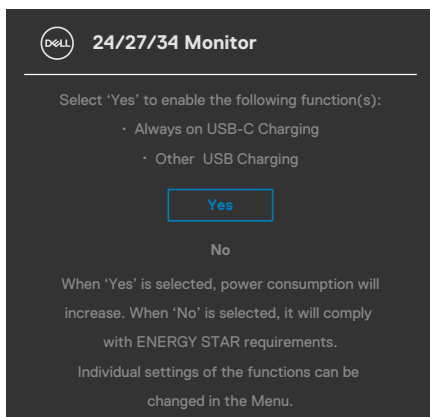 DELL 24/27/34 Monitor
Select ‘Yes’ to enable the following function(s):
· Always on USB-C Charging
· Other USB Charging
Yes
No
When ‘Yes’ is selected, power consumption will
increase. When ‘No’ is selected, it will comply
with ENERGY STAR requirements.
Individual settings of the functions can be
changed in the Menu.